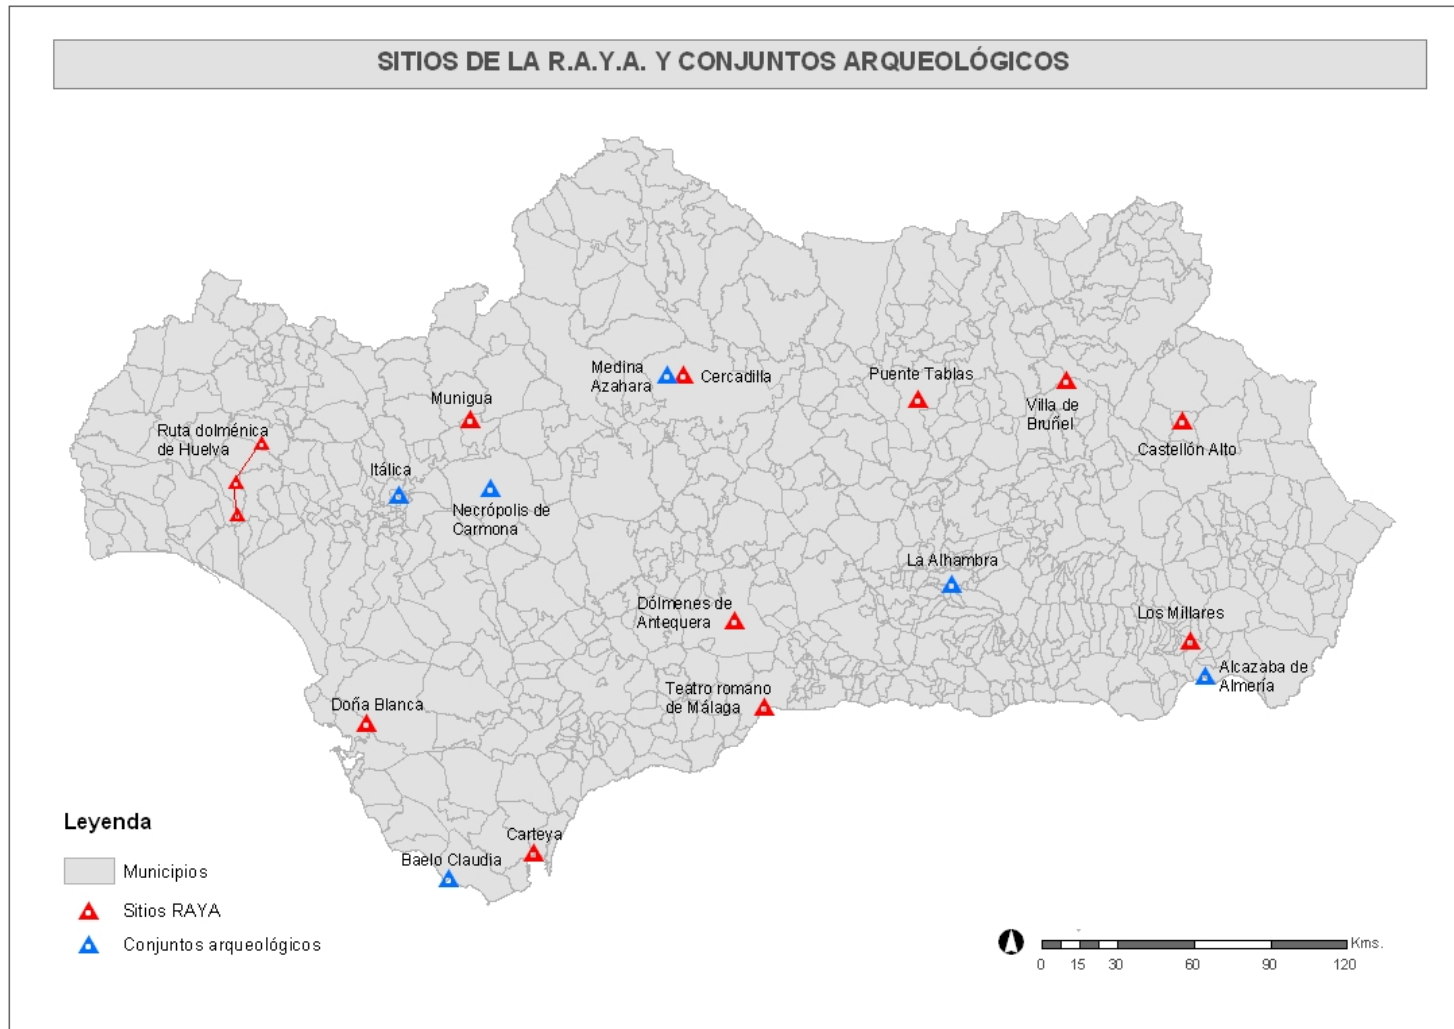 SITIOS DE LA R.A.Y.A. Y CONJUNTOS ARQUEOLÓGICOS
Medina
Azahara
Cercadilla
Puente Tablas
Villa de
Bruñel
Castellón Alto
Munigua
Ruta dolménica
de Huelva
Itálica
Necrópolis de
Carmona
La Alhambra
Dólmenes de
Antequera
Los Millares
Alcazaba de
Almería
Teatro romano
de Málaga
Doña Blanca
Carteya
Baelo Claudia
Leyenda
Municipios
Sitios RAYA
Conjuntos arqueológicos
Kms.
0 15 30 60 90 120